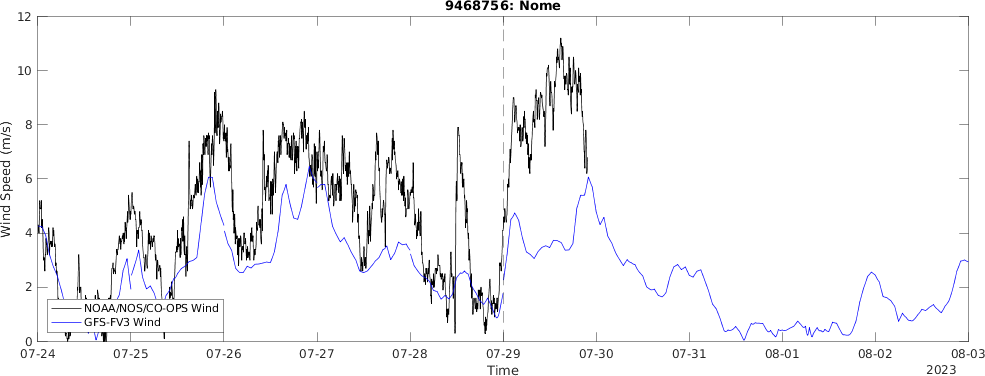 9468756: Nome
Wind Speed (m/s)
12
10
8
6
4
2
0
NOAA/NOS/CO-OPS Wind
GFS-FV3 Wind
07-24 07-25 07-26 07-27 07-28 07-29 07-30 07-31 08-01 08-02 08-03
Time
2023